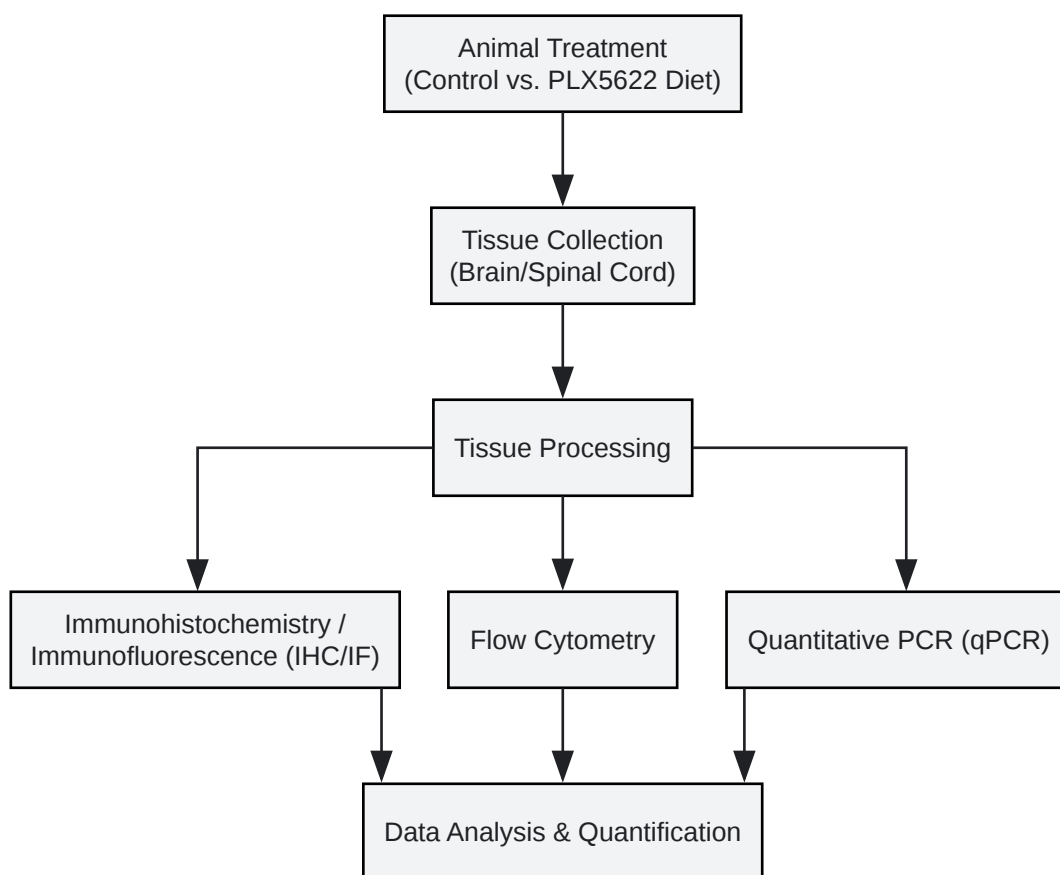 Animal Treatment
(Control vs. PLX5622 Diet)
Tissue Collection
(Brain/Spinal Cord)
Tissue Processing
Immunohistochemistry /
Immunofluorescence (IHC/IF)
Flow Cytometry
Quantitative PCR (qPCR)
Data Analysis & Quantification